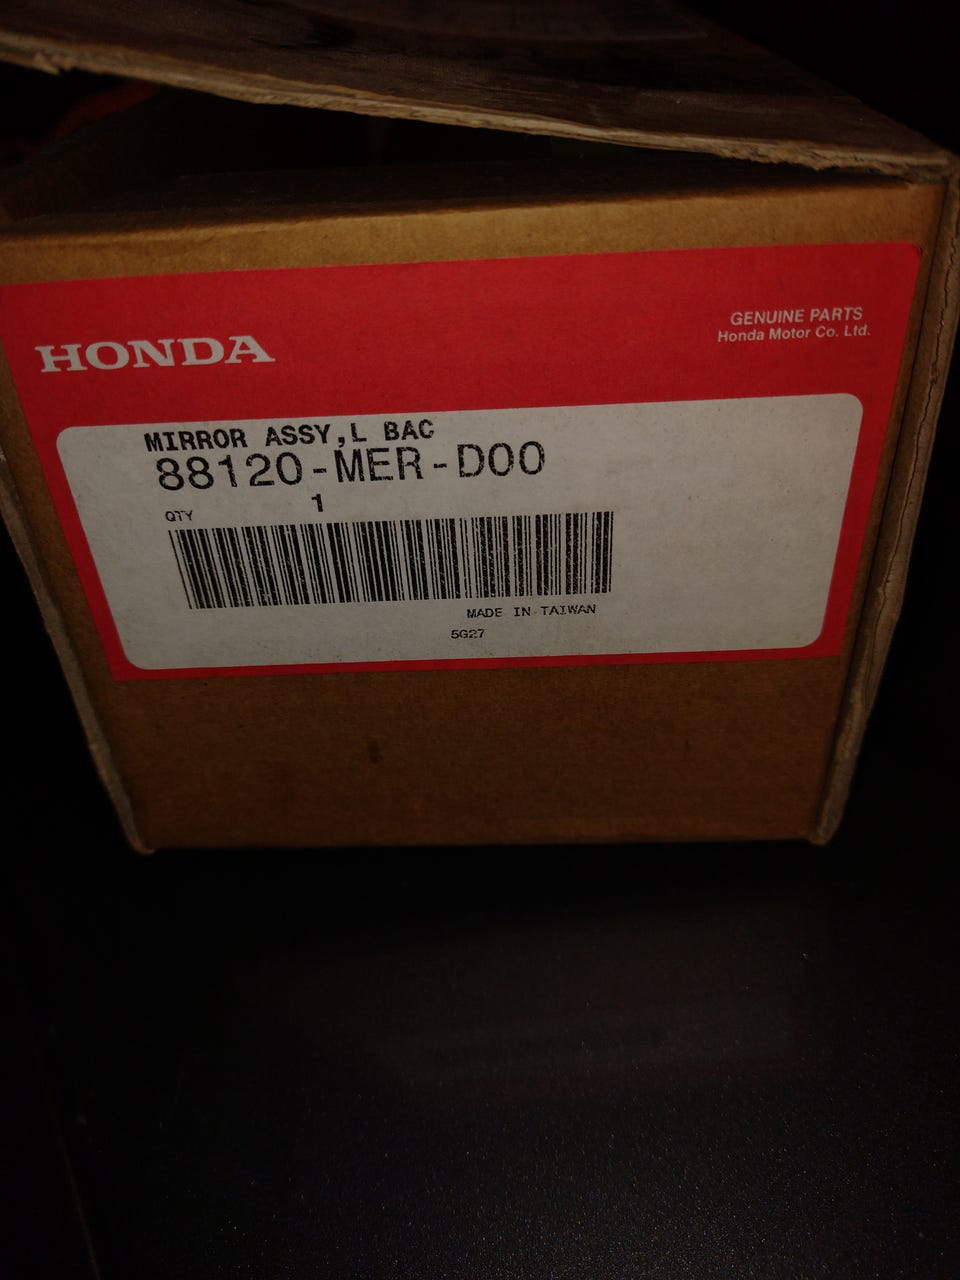 HONDA
GENUINE PARTS
Honda Motor Co. Ltd.
MIRROR ASSY,L BAC
88120-MER-D00
QTY 1
MADE IN TAIWAN
5G27